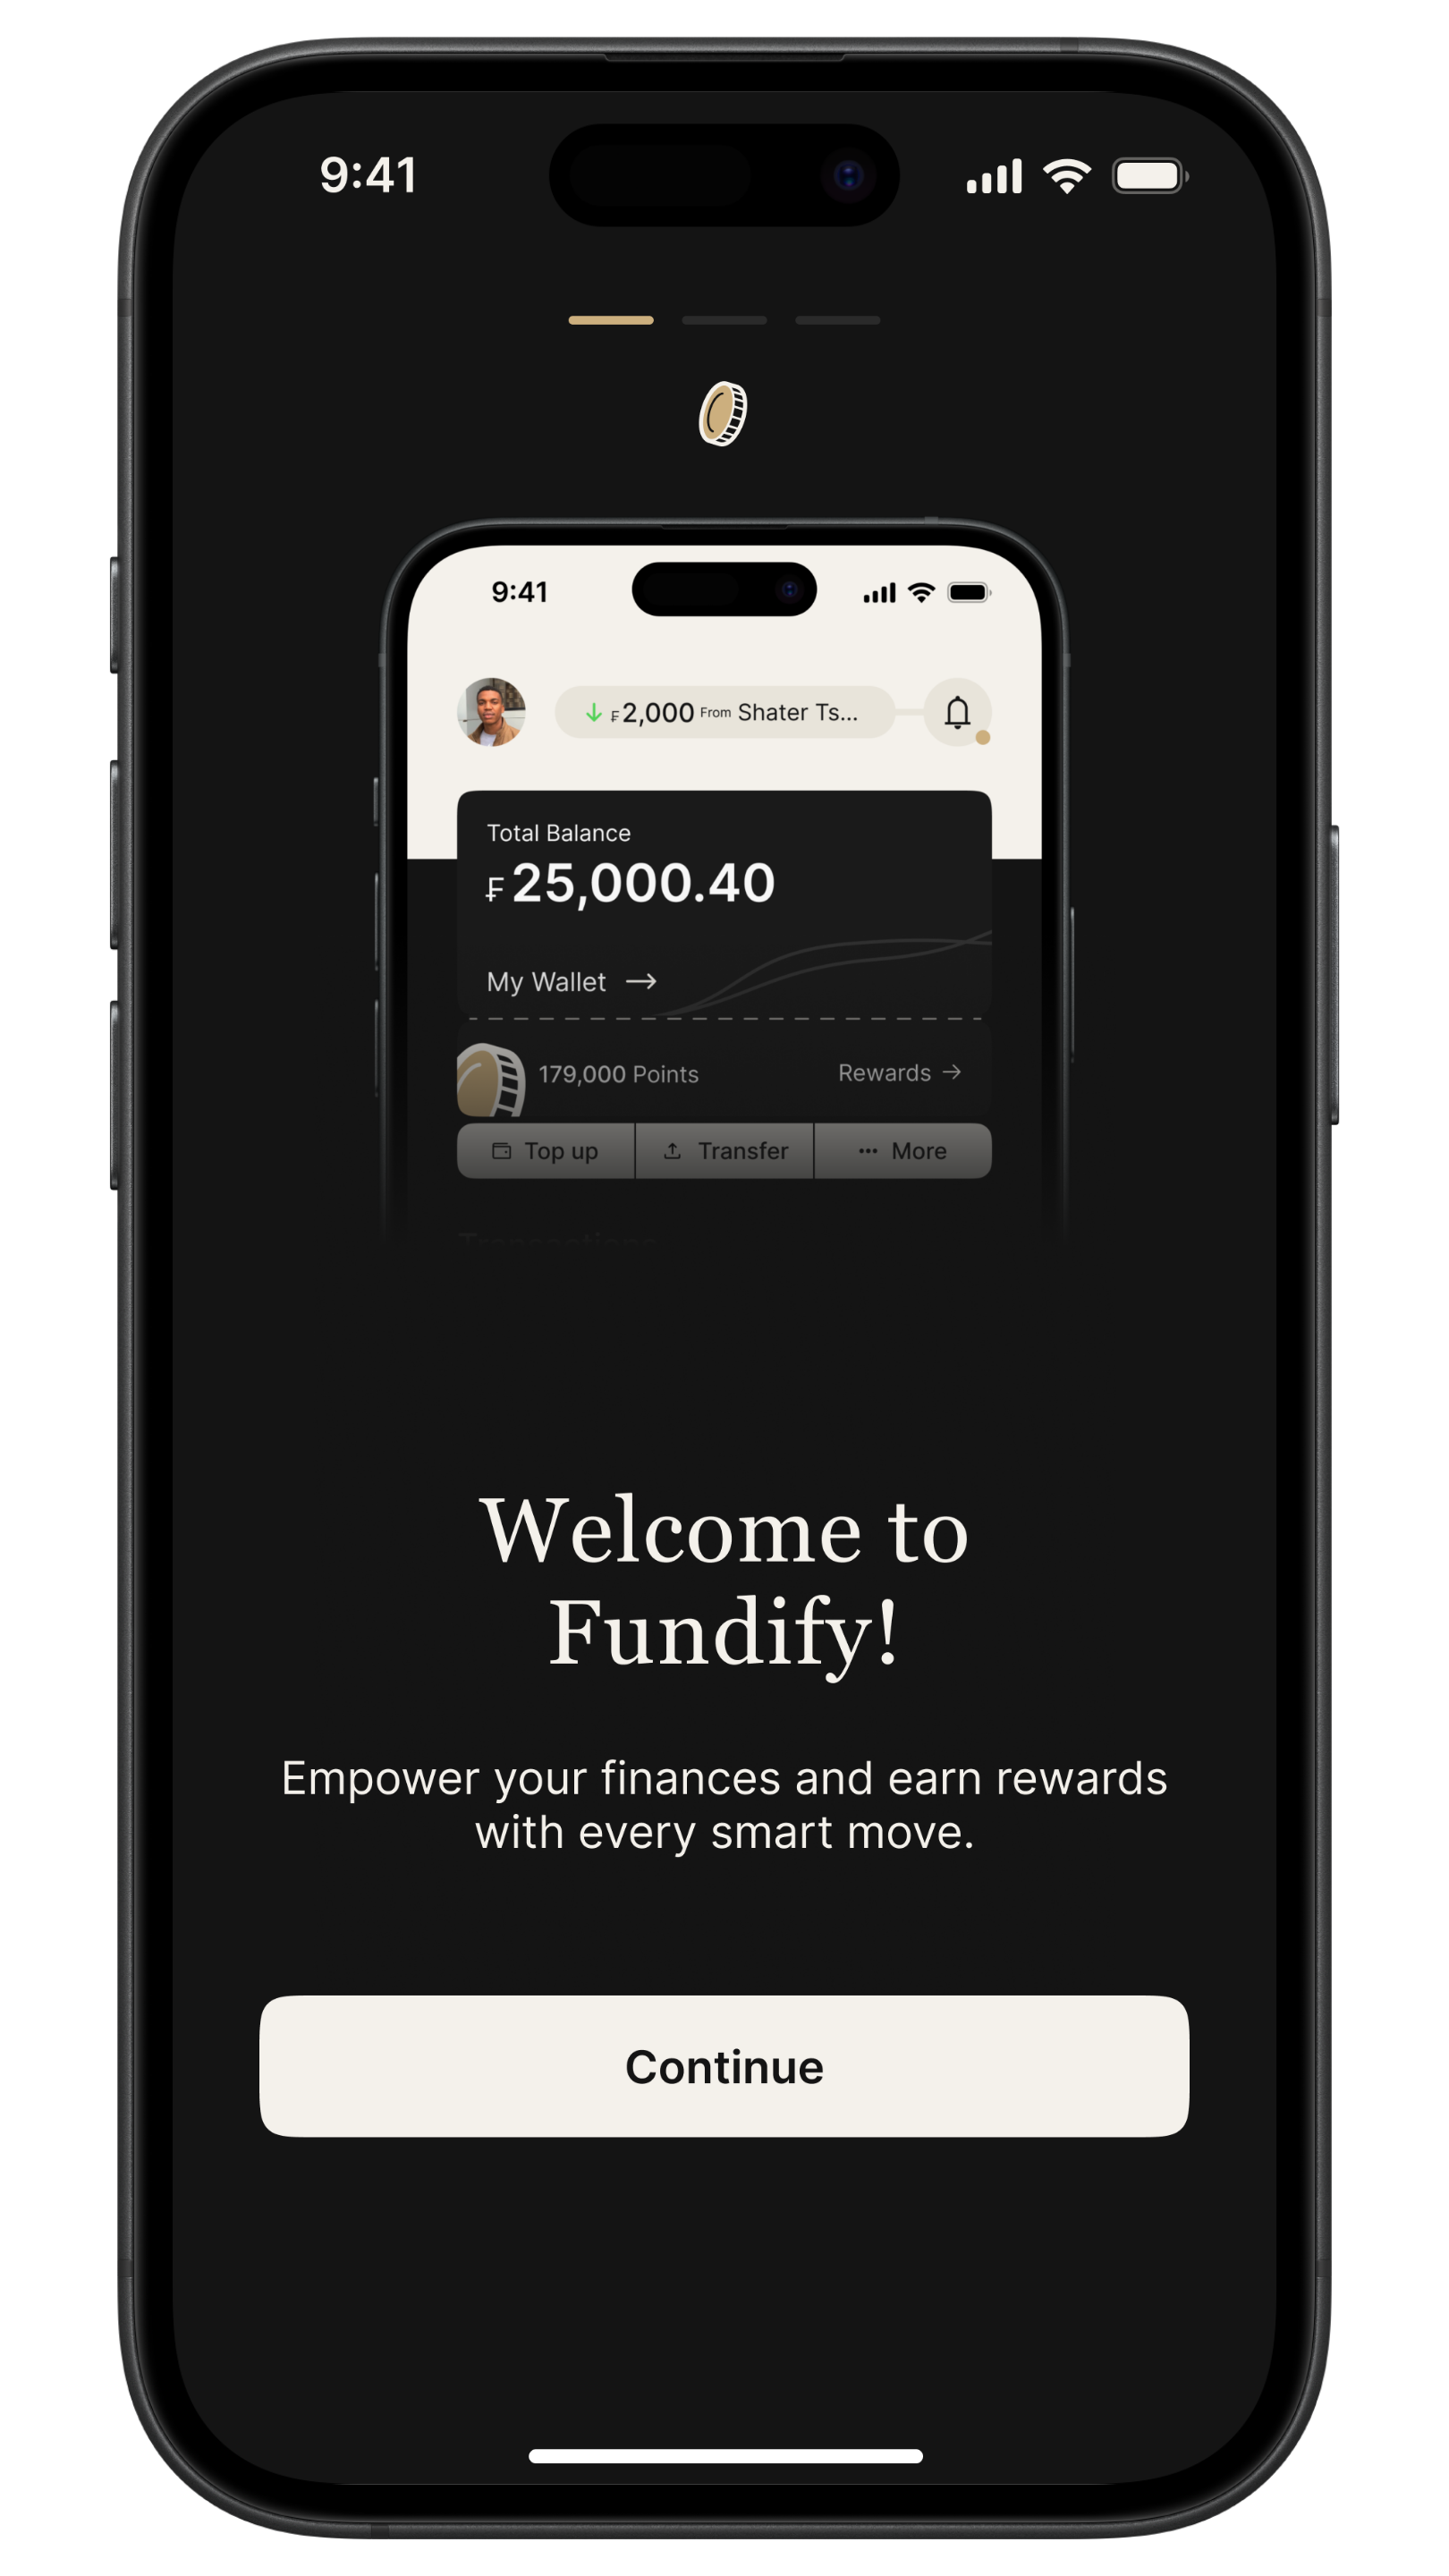 9:41
9:41
₣2,000 From Shater Ts...
Total Balance
₣ 25,000.40
My Wallet →
179,000 Points Rewards →
Top up Transfer More
Transactions
Welcome to
Fundify!
Empower your finances and earn rewards
with every smart move.
Continue